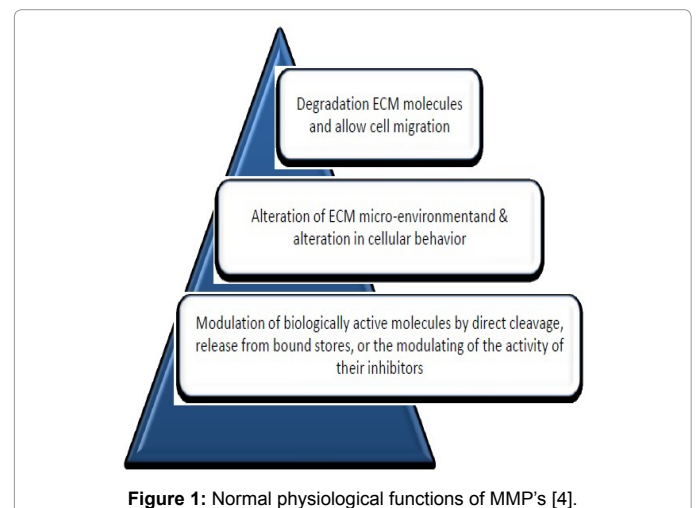 Degradation ECM molecules
and allow cell migration
Alteration of ECM micro-environmentand &
alteration in cellular behavior
Modulation of biologically active molecules by direct cleavage,
release from bound stores, or the modulating of the activity of
their inhibitors
Figure 1: Normal physiological functions of MMP's [4].